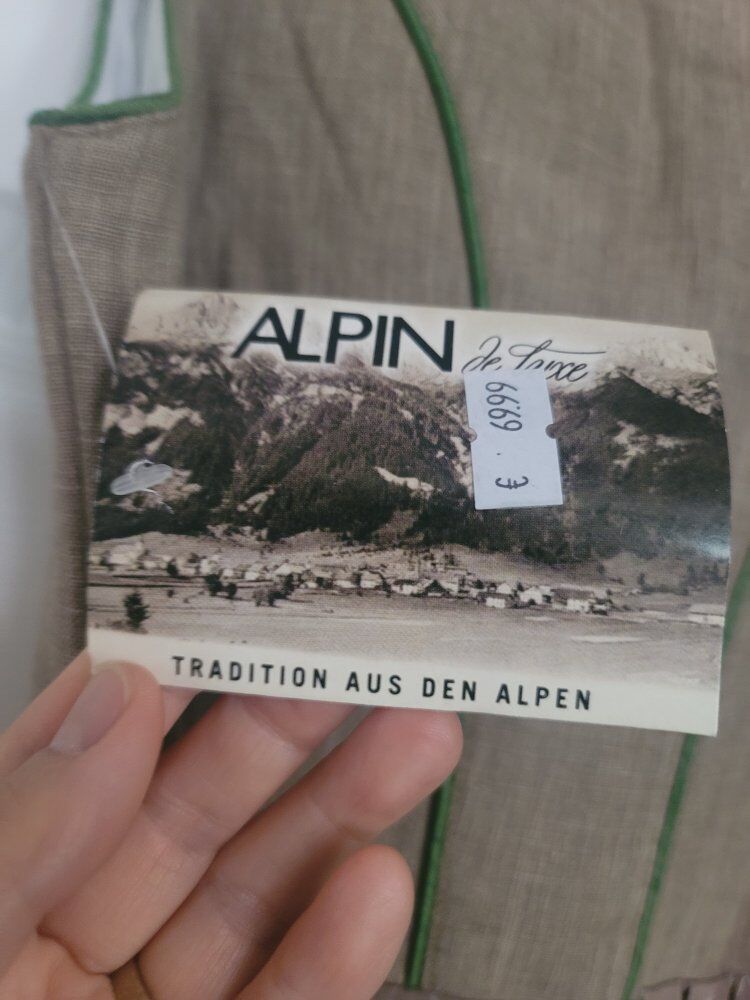 ALPIN
de Luxe
€ 69.99
TRADITION AUS DEN ALPEN